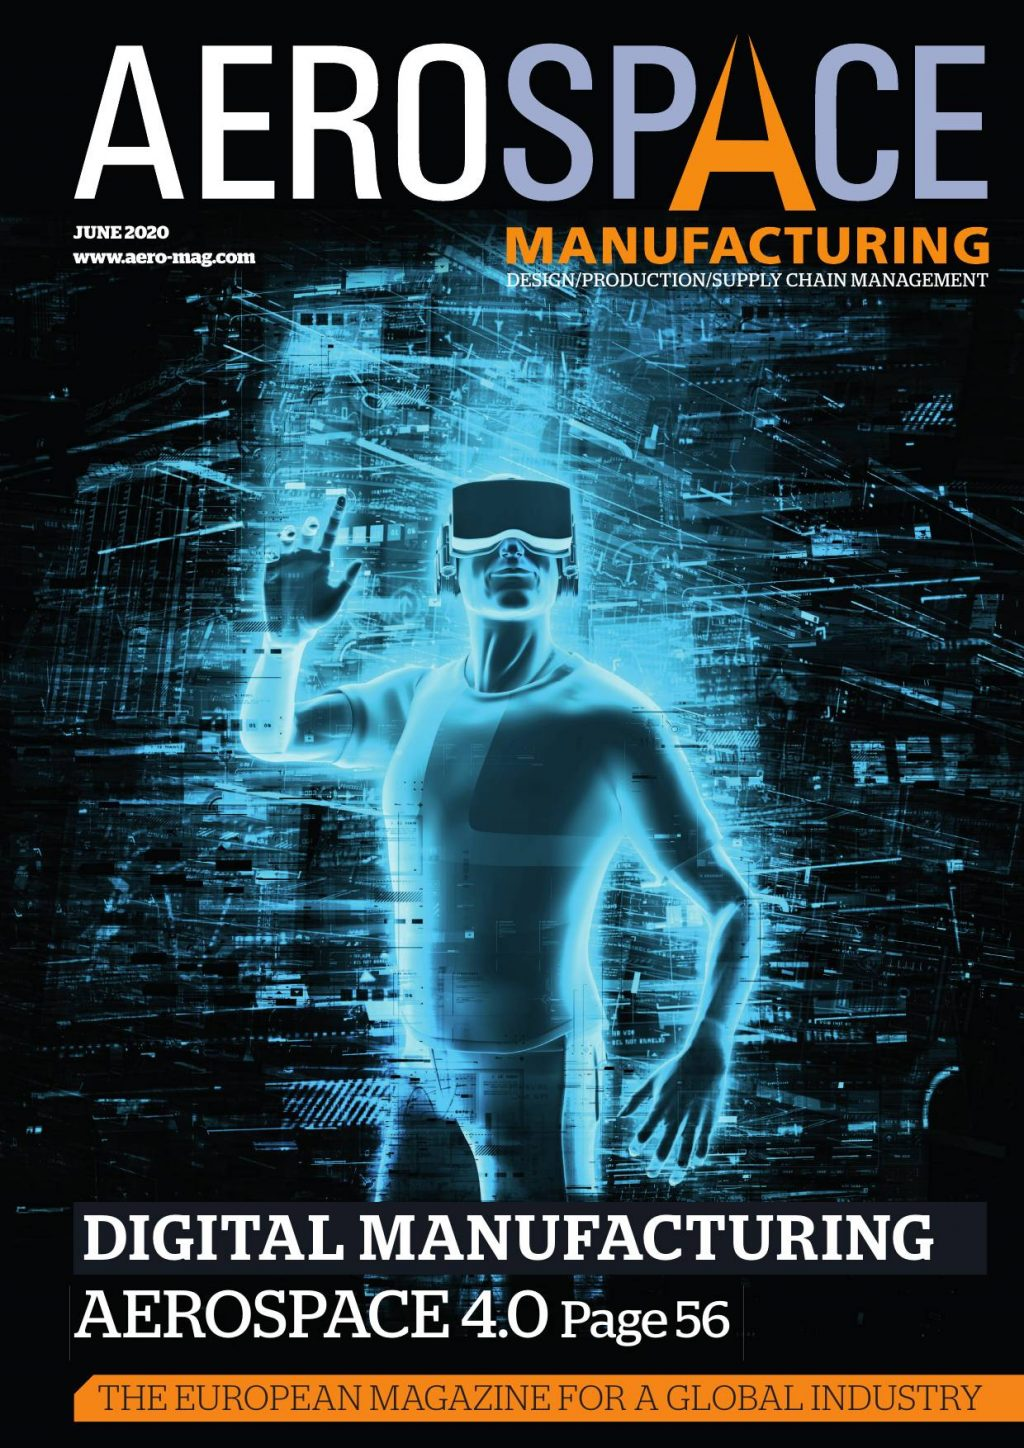 AEROSPACE
JUNE 2020
www.aero-mag.com
MANUFACTURING
DESIGN/PRODUCTION/SUPPLY CHAIN MANAGEMENT
DIGITAL MANUFACTURING
AEROSPACE 4.0 Page 56
THE EUROPEAN MAGAZINE FOR A GLOBAL INDUSTRY